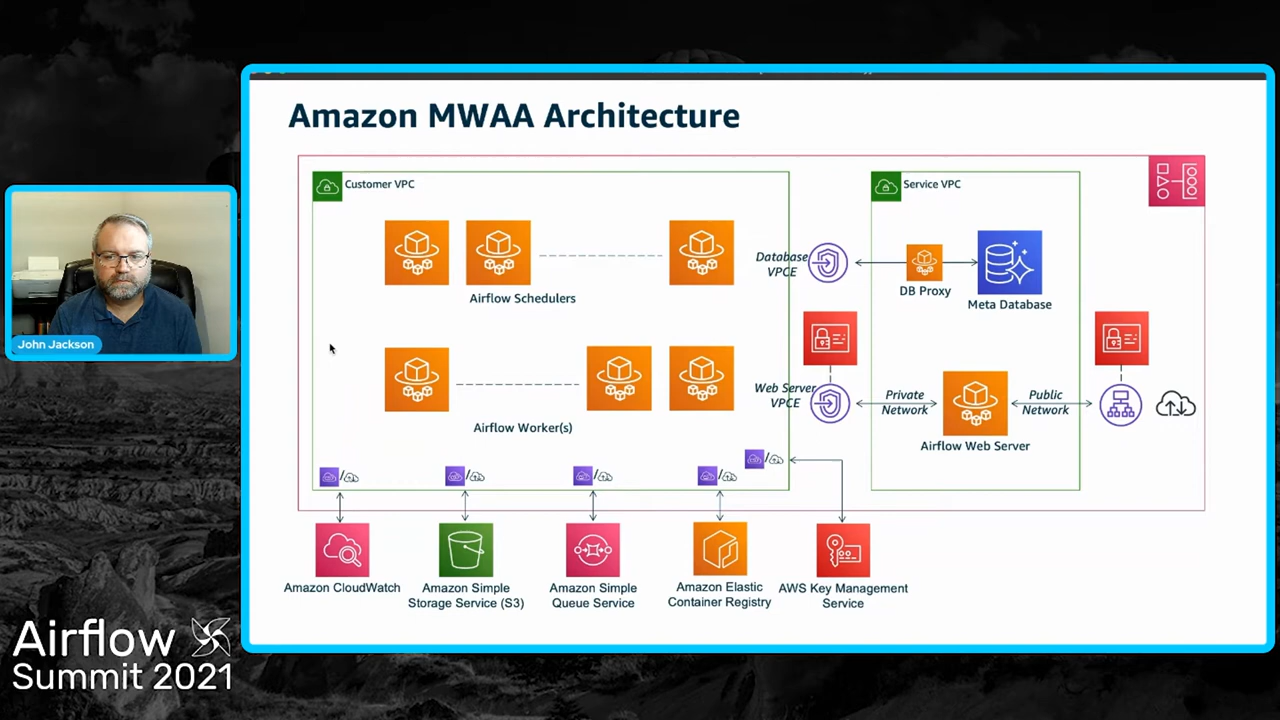 Amazon MWAA Architecture
Customer VPC
Service VPC
Airflow Schedulers
Database
VPCE
DB Proxy
Meta Database
Airflow Worker(s)
Web Server
VPCE
Private
Network
Public
Network
Airflow Web Server
Amazon CloudWatch
Amazon Simple
Storage Service (S3)
Amazon Simple
Queue Service
Amazon Elastic
Container Registry
AWS Key Management
Service
John Jackson
Airflow
Summit 2021